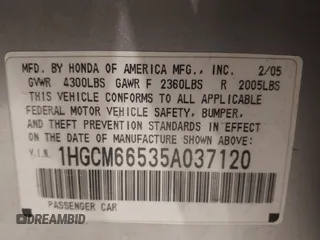 MFD. BY HONDA OF AMERICA MFG., INC. 2/05
GVWR 4300LBS GAWR F 2360LBS R 2005LBS
THIS VEHICLE CONFORMS TO ALL APPLICABLE
FEDERAL MOTOR VEHICLE SAFETY, BUMPER,
AND THEFT PREVENTION STANDARDS IN EFFECT
ON THE DATE OF MANUFACTURE SHOWN ABOVE.
V.I.N. 1HGCM66535A037120
PASSENGER CAR
DREAMBID